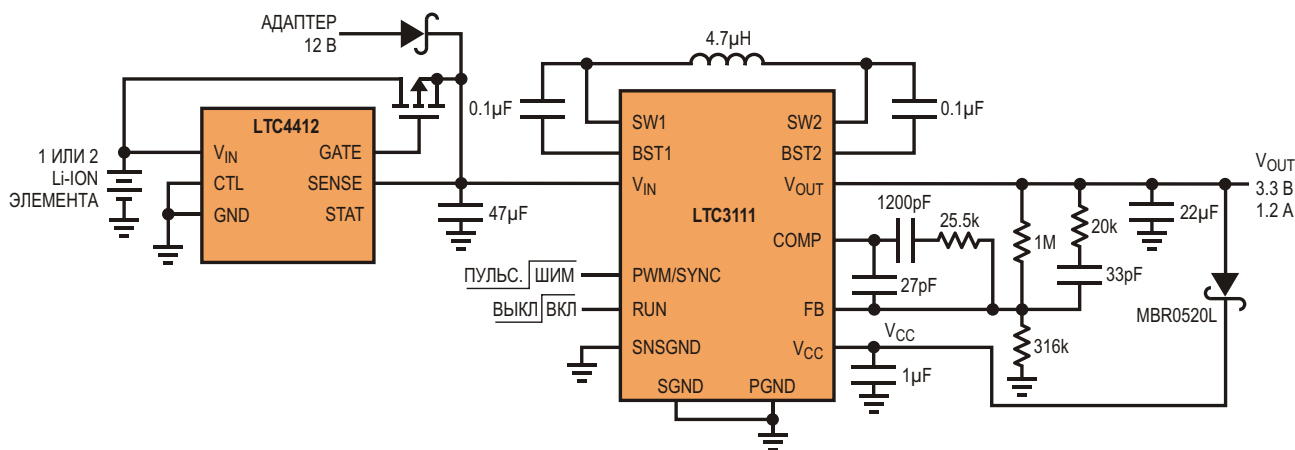 АДАПТЕР
12 В
4.7µH
0.1µF
0.1µF
LTC4412
VIN
GATE
CTL
SENSE
GND
STAT
1 ИЛИ 2
Li-ION
ЭЛЕМЕНТА
47µF
SW1
SW2
BST1
BST2
VIN
VOUT
LTC3111
COMP
PWM/SYNC
RUN
FB
SNSGND
VCC
SGND
PGND
ПУЛЬС. ШИМ
ВЫКЛ ВКЛ
1200pF
25.5k
27pF
1M
20k
33pF
22µF
VOUT
3.3 В
1.2 А
MBR0520L
VCC
316k
1µF